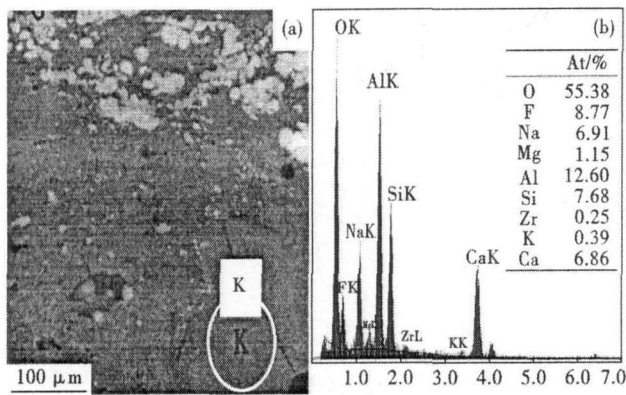 (a)
K
K
100 μm
(b)
OK
AlK
SiK
NaK
FK
CaK
ZrL
KK
At/%
O 55.38
F 8.77
Na 6.91
Mg 1.15
Al 12.60
Si 7.68
Zr 0.25
K 0.39
Ca 6.86
1.0 2.0 3.0 4.0 5.0 6.0 7.0